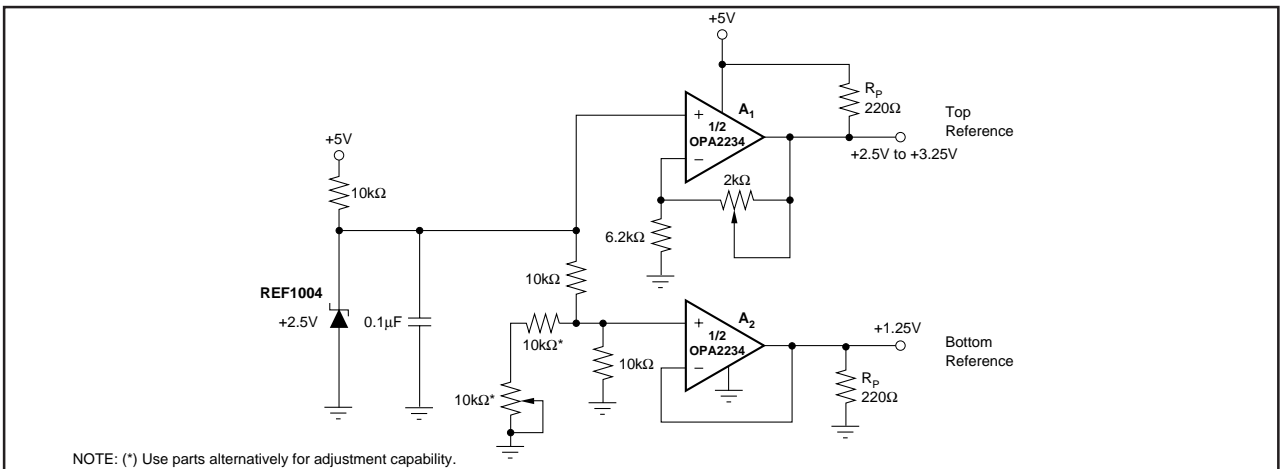 +5V
R_P
220Ω
A_1
+
1/2
OPA2234
−
Top
Reference
+2.5V to +3.25V
+5V
10kΩ
2kΩ
6.2kΩ
10kΩ
REF1004
+2.5V
0.1µF
10kΩ*
10kΩ
10kΩ*
A_2
+
1/2
OPA2234
−
+1.25V
Bottom
Reference
R_P
220Ω
NOTE: (*) Use parts alternatively for adjustment capability.